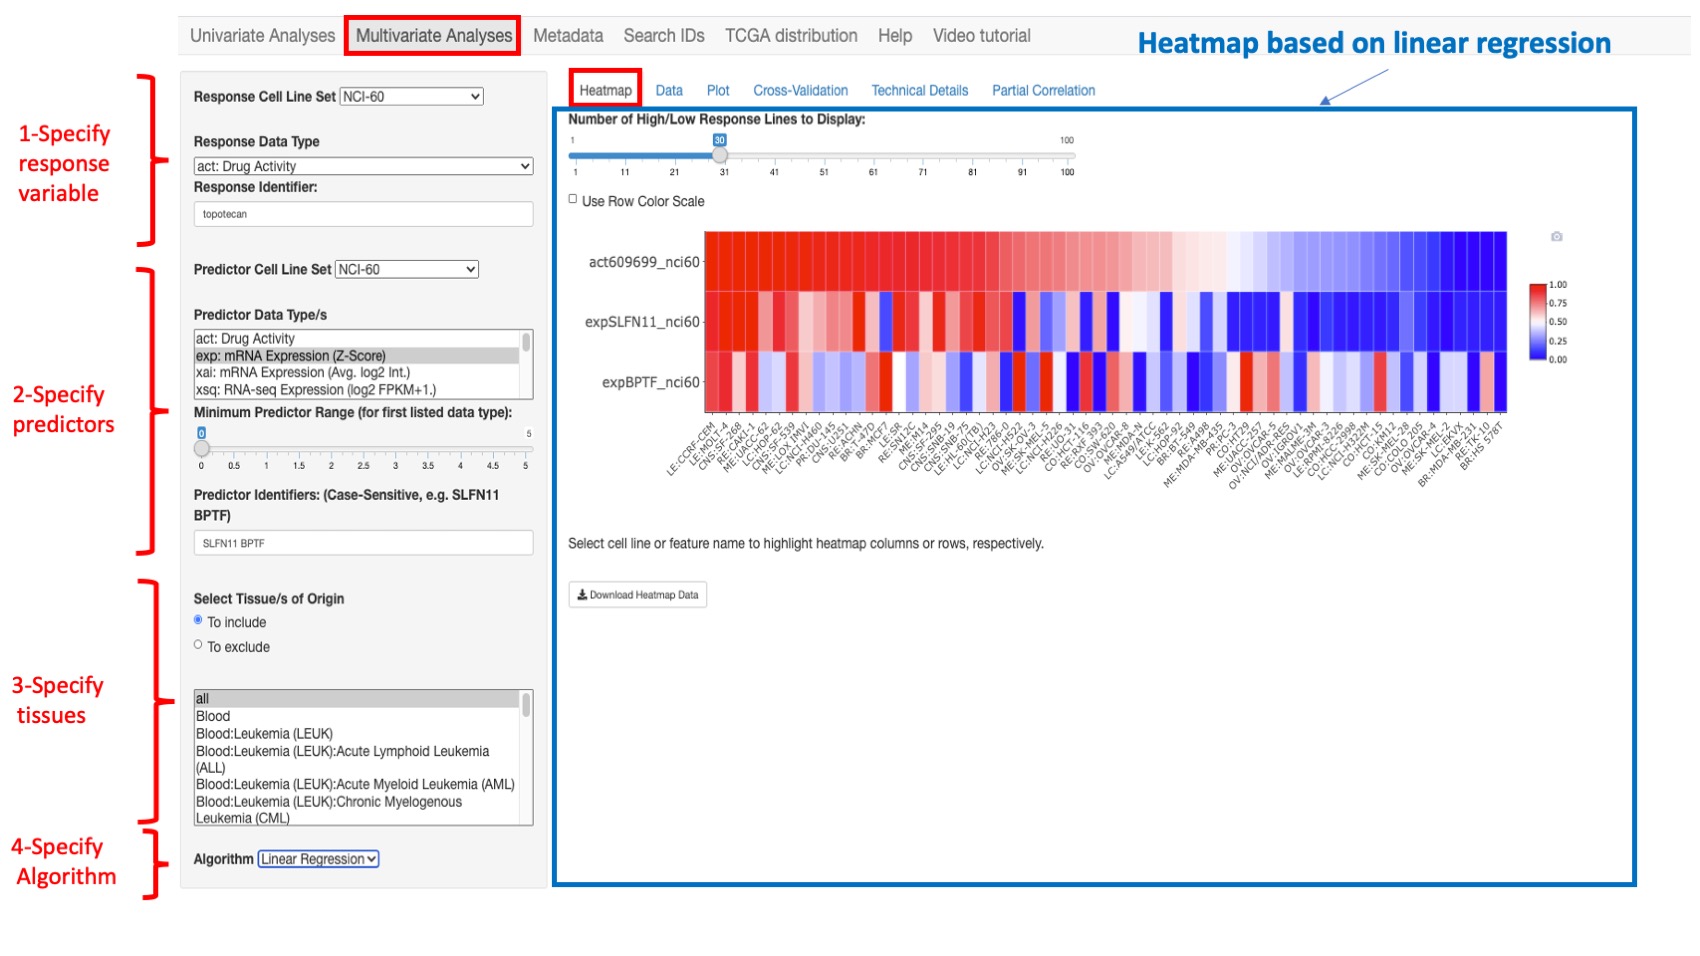 Univariate Analyses Multivariate Analyses Metadata Search IDs TCGA distribution Help Video tutorial
Heatmap based on linear regression
1-Specify
response
variable
Response Cell Line Set NCI-60
Response Data Type
act: Drug Activity
Response Identifier:
topotecan
2-Specify
predictors
Predictor Cell Line Set NCI-60
Predictor Data Type/s
act: Drug Activity
exp: mRNA Expression (Z-Score)
xai: mRNA Expression (Avg. log2 Int.)
xsq: RNA-seq Expression (log2 FPKM+1.)
Minimum Predictor Range (for first listed data type):
0 5
0 0.5 1 1.5 2 2.5 3 3.5 4 4.5 5
Predictor Identifiers: (Case-Sensitive, e.g. SLFN11
BPTF)
SLFN11 BPTF
3-Specify
tissues
Select Tissue/s of Origin
To include
To exclude
all
Blood
Blood:Leukemia (LEUK)
Blood:Leukemia (LEUK):Acute Lymphoid Leukemia
(ALL)
Blood:Leukemia (LEUK):Acute Myeloid Leukemia (AML)
Blood:Leukemia (LEUK):Chronic Myelogenous
Leukemia (CML)
4-Specify
Algorithm
Algorithm Linear Regression
Heatmap Data Plot Cross-Validation Technical Details Partial Correlation
Number of High/Low Response Lines to Display:
1 30 100
1 11 21 31 41 51 61 71 81 91 100
Use Row Color Scale
act609699_nci60
expSLFN11_nci60
expBPTF_nci60
1.00
0.75
0.50
0.25
0.00
LE:CCRF-CEM
LE:MOLT-4
CNS:SF-268
RE:CAKI-1
ME:UACC-62
LC:HOP-62
CNS:SF-539
ME:LOX IMVI
LC:NCI-H460
PR:DU-145
CNS:U251
RE:ACHN
BR:T-47D
BR:MCF7
LE:SR
RE:SN12C
ME:M14
CNS:SF-295
CNS:SNB-19
CNS:SNB-75
LE:HL-60(TB)
LC:NCI-H23
RE:786-0
LC:NCI-H522
OV:SK-OV-3
ME:SK-MEL-5
LC:NCI-H226
RE:UO-31
CO:HCT-116
RE:RXF 393
CO:SW-620
OV:OVCAR-8
ME:MDA-N
LC:A549/ATCC
LE:K-562
LC:HOP-92
BR:BT-549
RE:A498
ME:MDA-MB-435
PR:PC-3
CO:HT29
ME:UACC-257
OV:OVCAR-5
OV:NCI/ADR-RES
OV:IGROV1
ME:MALME-3M
OV:OVCAR-3
LE:RPMI-8226
CO:HCC-2998
LC:NCI-H322M
CO:HCT-15
CO:KM12
ME:SK-MEL-28
CO:COLO 205
OV:OVCAR-4
ME:SK-MEL-2
LC:EKVX
BR:MDA-MB-231
RE:TK-10
BR:HS 578T
Select cell line or feature name to highlight heatmap columns or rows, respectively.
Download Heatmap Data